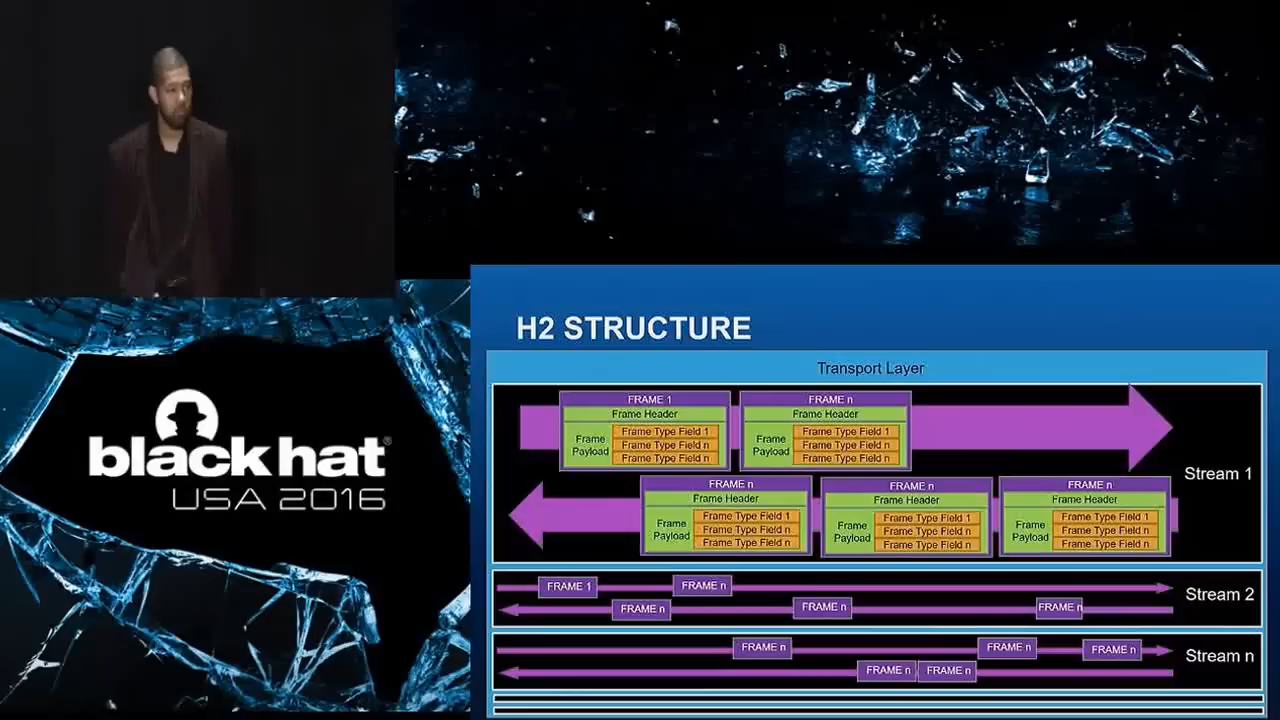 black hat®
USA 2016
H2 STRUCTURE
Transport Layer
FRAME 1
Frame Header
Frame Payload
Frame Type Field 1
Frame Type Field n
Frame Type Field n
FRAME n
Frame Header
Frame Payload
Frame Type Field 1
Frame Type Field n
Frame Type Field n
Stream 1
FRAME n
Frame Header
Frame Payload
Frame Type Field 1
Frame Type Field n
Frame Type Field n
FRAME n
Frame Header
Frame Payload
Frame Type Field 1
Frame Type Field n
Frame Type Field n
FRAME n
Frame Header
Frame Payload
Frame Type Field 1
Frame Type Field n
Frame Type Field n
FRAME 1
FRAME n
Stream 2
FRAME n
FRAME n
FRAME n
FRAME n
FRAME n
FRAME n
Stream n
FRAME n
FRAME n